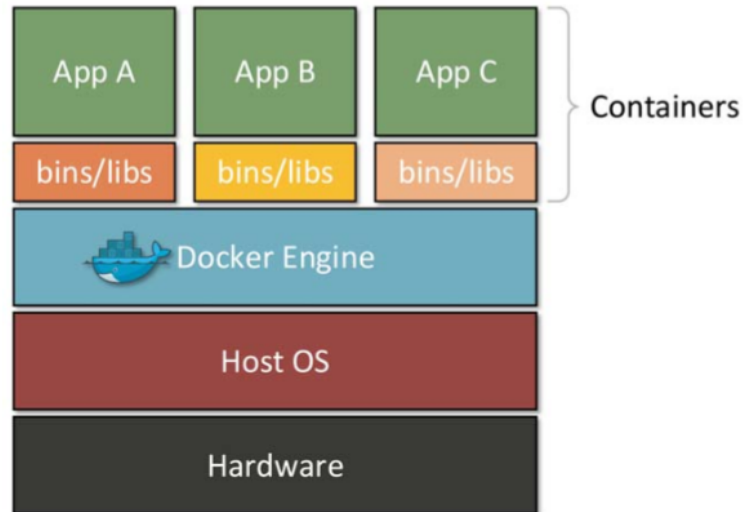 App A
App B
App C
Containers
bins/libs
bins/libs
bins/libs
Docker Engine
Host OS
Hardware